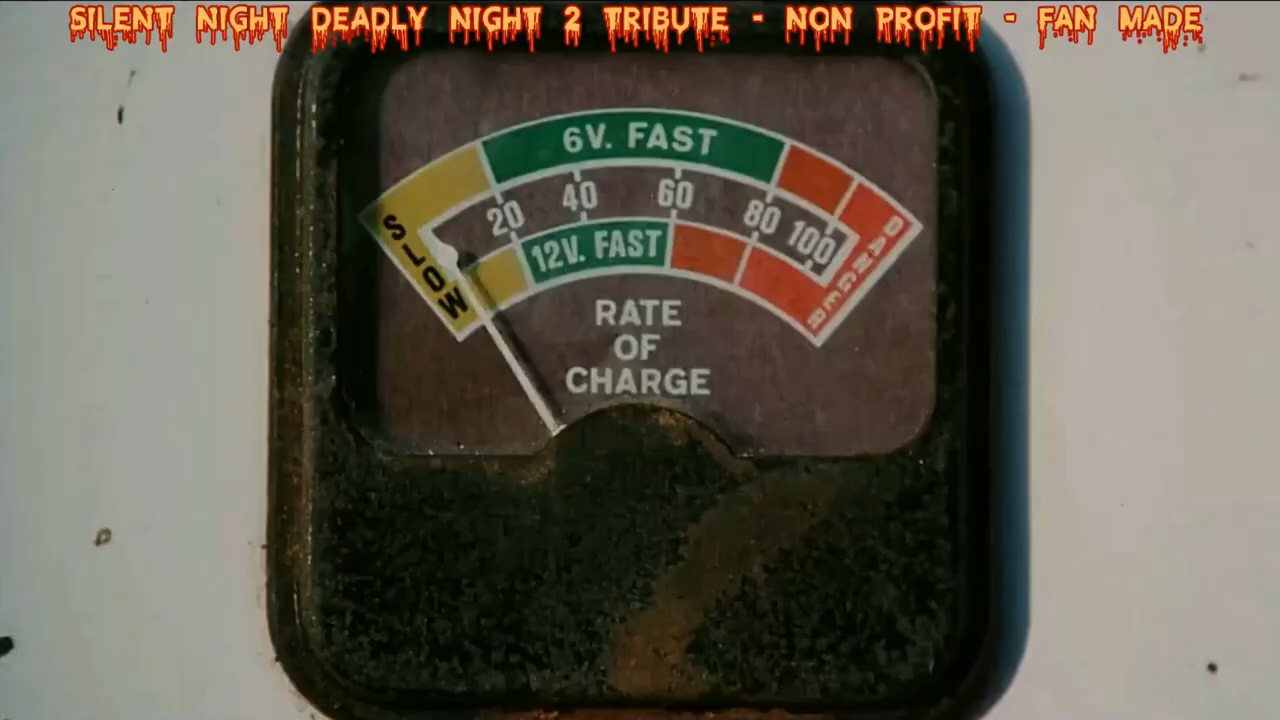 SILENT NIGHT DEADLY NIGHT 2 TRIBUTE - NON PROFIT - FAN MADE
6V. FAST
20 40 60 80 100
SLOW
12V. FAST
DANGER
RATE
OF
CHARGE